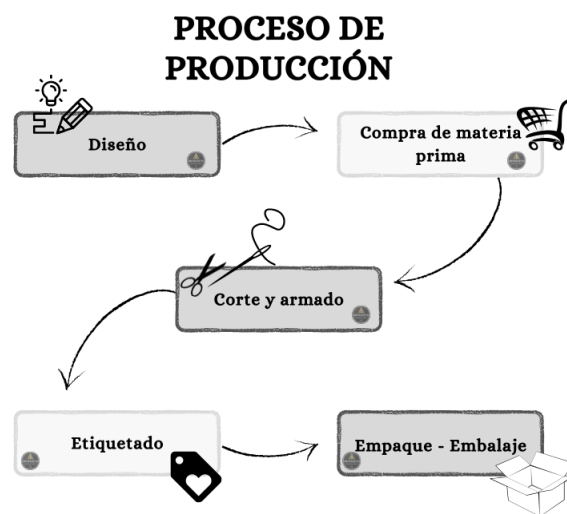 PROCESO DE
PRODUCCIÓN
Diseño
Compra de materia
prima
Corte y armado
Etiquetado
Empaque - Embalaje